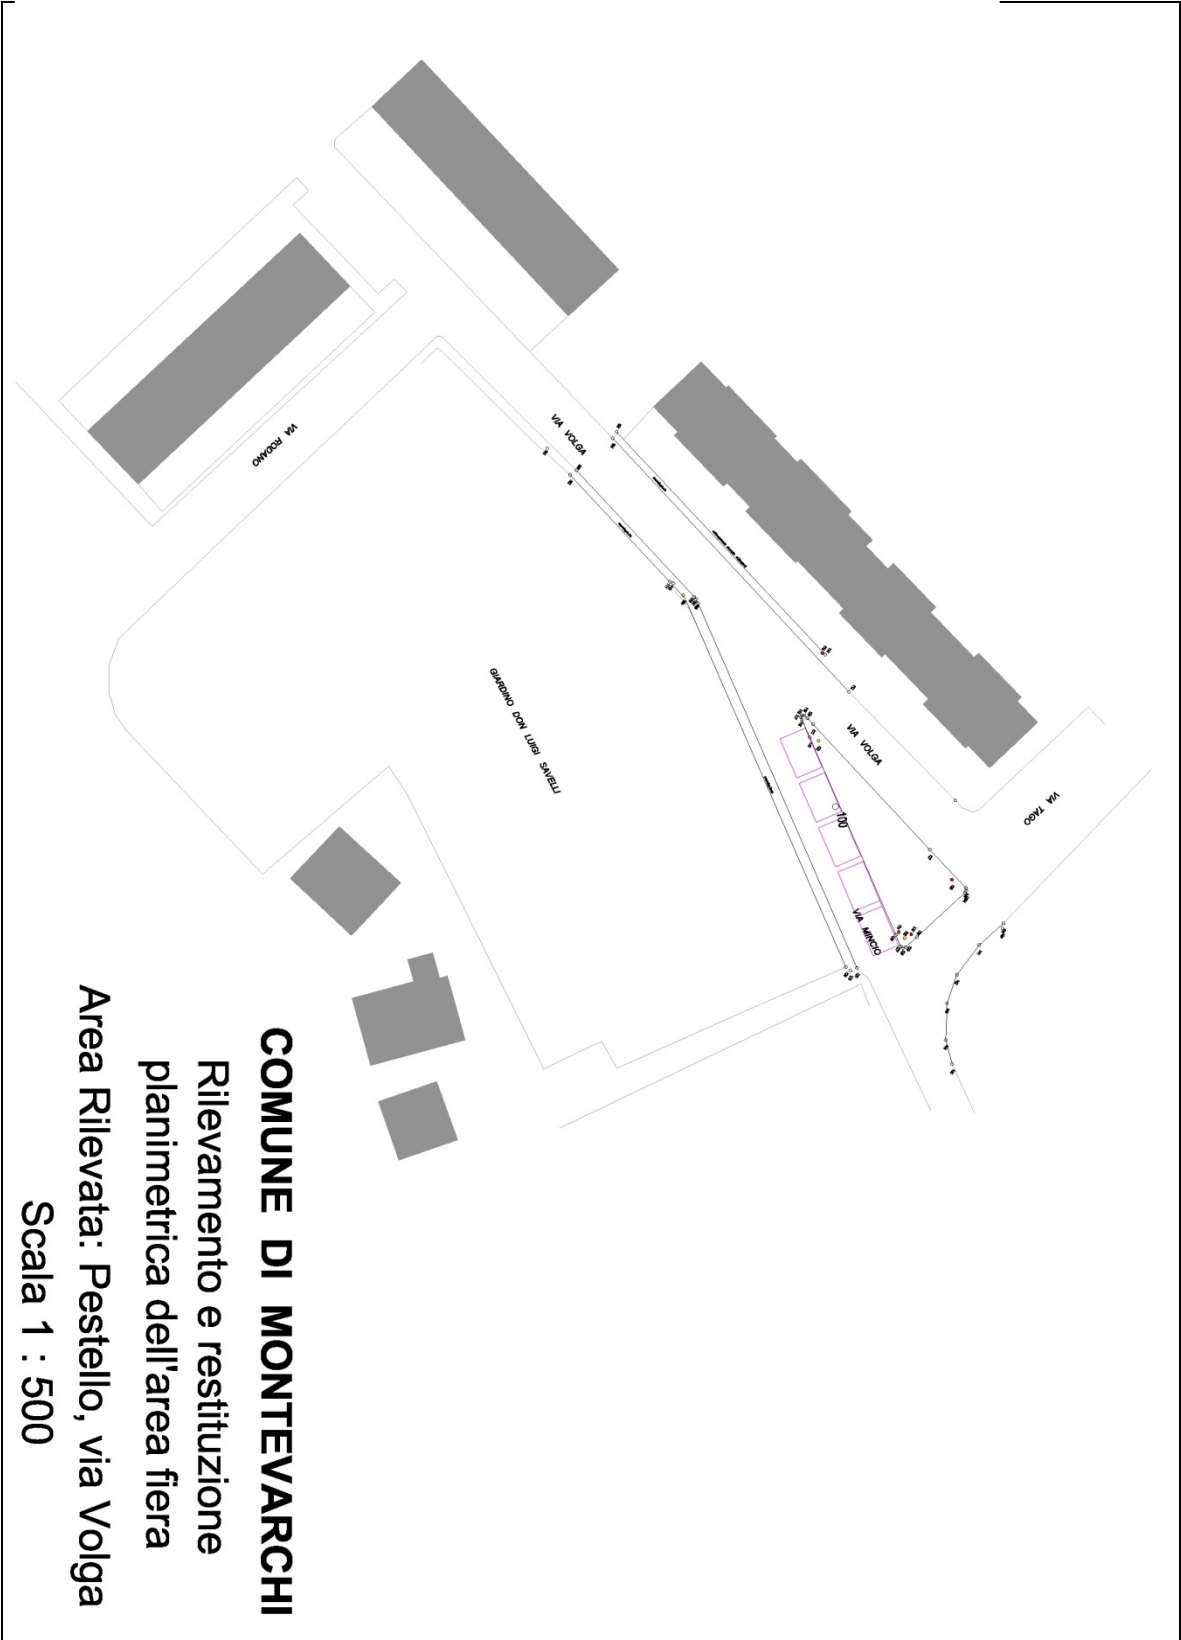 COMUNE DI MONTEVARCHI
Rilevamento e restituzione
planimetrica dell'area fiera
Area Rilevata: Pestello, via Volga
Scala 1 : 500
VIA TAGO
VIA VOLGA
100
VIA MINCIO
VIA VOLGA
GIARDINO DON LUIGI SAVELLI
VIA RODANO